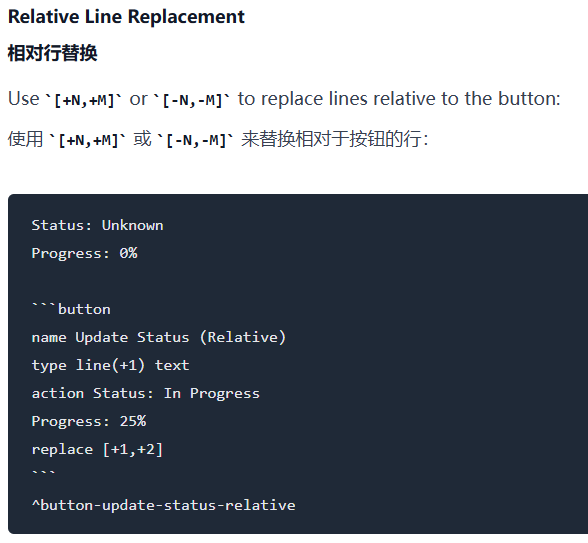 Relative Line Replacement
相对行替换
Use `[+N,+M]` or `[-N,-M]` to replace lines relative to the button:
使用 `[+N,+M]` 或 `[-N,-M]` 来替换相对于按钮的行：
Status: Unknown
Progress: 0%
```button
name Update Status (Relative)
type line(+1) text
action Status: In Progress
Progress: 25%
replace [+1,+2]
```
^button-update-status-relative